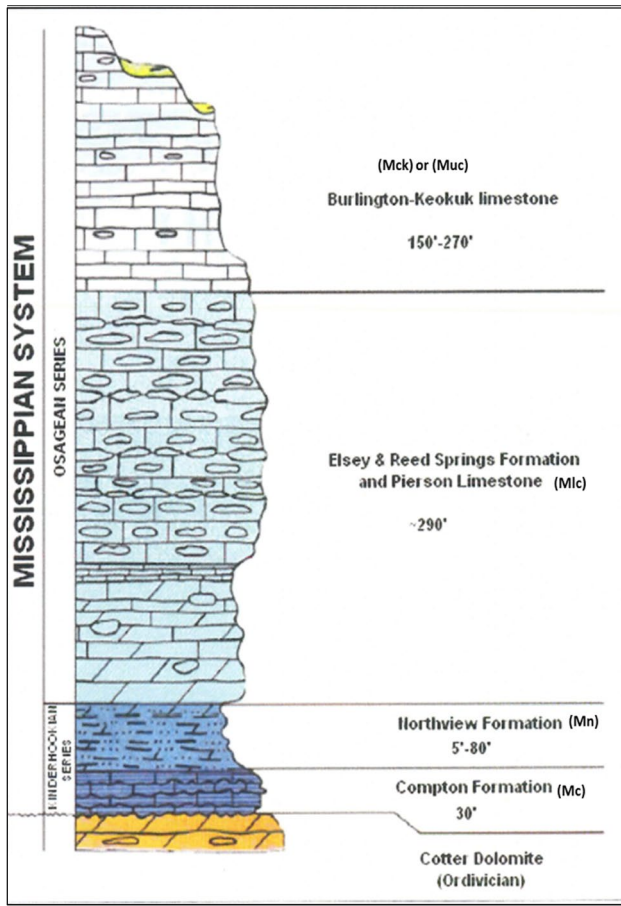 MISSISSIPPIAN SYSTEM
OSAGEAN SERIES
KINDERHOOKIAN
SERIES
(Mck) or (Muc)
Burlington-Keokuk limestone
150'-270'
Elsey & Reed Springs Formation
and Pierson Limestone (Mlc)
~290'
Northview Formation (Mn)
5'-80'
Compton Formation (Mc)
30'
Cotter Dolomite
(Ordivician)